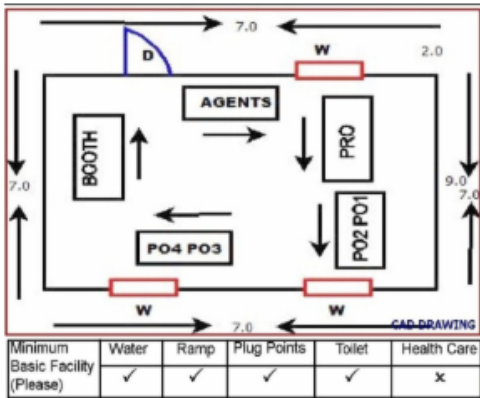 7.0
D
W
2.0
AGENTS
BOOTH
PRO
7.0
9.0
7.0
PO2 PO1
PO4 PO3
W
W
7.0
CAD DRAWING
Minimum Basic Facility (Please) Water Ramp Plug Points Toilet Health Care
✓ ✓ ✓ ✓ x